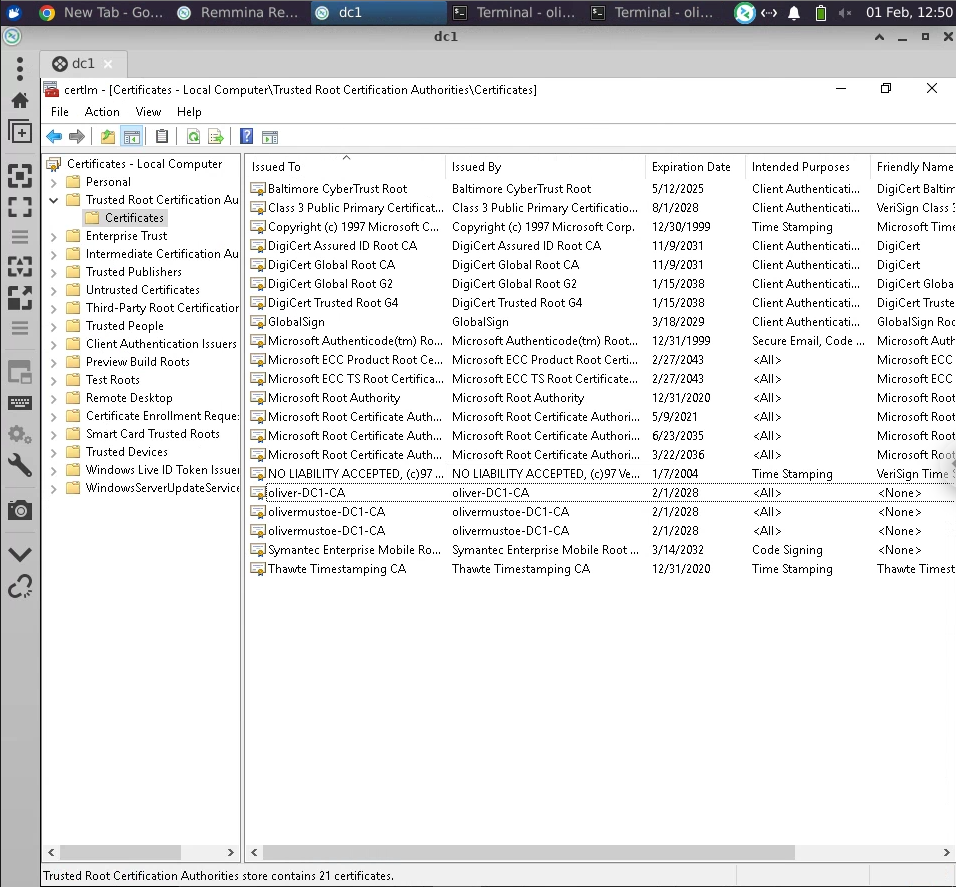 New Tab - Go... Remmina Re... dc1 Terminal - oli... Terminal - oli... 01 Feb, 12:50
dc1
dc1
certlm - [Certificates - Local Computer\Trusted Root Certification Authorities\Certificates]
File Action View Help
Certificates - Local Computer
Personal
Trusted Root Certification Au
Certificates
Enterprise Trust
Intermediate Certification Au
Trusted Publishers
Untrusted Certificates
Third-Party Root Certification
Trusted People
Client Authentication Issuers
Preview Build Roots
Test Roots
Remote Desktop
Certificate Enrollment Reque
Smart Card Trusted Roots
Trusted Devices
Windows Live ID Token Issuer
WindowsServerUpdateService
Issued To Issued By Expiration Date Intended Purposes Friendly Name
Baltimore CyberTrust Root Baltimore CyberTrust Root 5/12/2025 Client Authenticati... DigiCert Baltim
Class 3 Public Primary Certificat... Class 3 Public Primary Certificatio... 8/1/2028 Client Authenticati... VeriSign Class 3
Copyright (c) 1997 Microsoft C... Copyright (c) 1997 Microsoft Corp. 12/30/1999 Time Stamping Microsoft Time
DigiCert Assured ID Root CA DigiCert Assured ID Root CA 11/9/2031 Client Authenticati... DigiCert
DigiCert Global Root CA DigiCert Global Root CA 11/9/2031 Client Authenticati... DigiCert
DigiCert Global Root G2 DigiCert Global Root G2 1/15/2038 Client Authenticati... DigiCert Globa
DigiCert Trusted Root G4 DigiCert Trusted Root G4 1/15/2038 Client Authenticati... DigiCert Truste
GlobalSign GlobalSign 3/18/2029 Client Authenticati... GlobalSign Roo
Microsoft Authenticode(tm) Ro... Microsoft Authenticode(tm) Root... 12/31/1999 Secure Email, Code ... Microsoft Auth
Microsoft ECC Product Root Ce... Microsoft ECC Product Root Certi... 2/27/2043 <All> Microsoft ECC
Microsoft ECC TS Root Certifica... Microsoft ECC TS Root Certificate... 2/27/2043 <All> Microsoft ECC
Microsoft Root Authority Microsoft Root Authority 12/31/2020 <All> Microsoft Root
Microsoft Root Certificate Auth... Microsoft Root Certificate Authori... 5/9/2021 <All> Microsoft Root
Microsoft Root Certificate Auth... Microsoft Root Certificate Authori... 6/23/2035 <All> Microsoft Root
Microsoft Root Certificate Auth... Microsoft Root Certificate Authori... 3/22/2036 <All> Microsoft Root
NO LIABILITY ACCEPTED, (c)97 ... NO LIABILITY ACCEPTED, (c)97 Ve... 1/7/2004 Time Stamping VeriSign Time
oliver-DC1-CA oliver-DC1-CA 2/1/2028 <All> <None>
olivermustoe-DC1-CA olivermustoe-DC1-CA 2/1/2028 <All> <None>
olivermustoe-DC1-CA olivermustoe-DC1-CA 2/1/2028 <All> <None>
Symantec Enterprise Mobile Ro... Symantec Enterprise Mobile Root ... 3/14/2032 Code Signing <None>
Thawte Timestamping CA Thawte Timestamping CA 12/31/2020 Time Stamping Thawte Timest
Trusted Root Certification Authorities store contains 21 certificates.